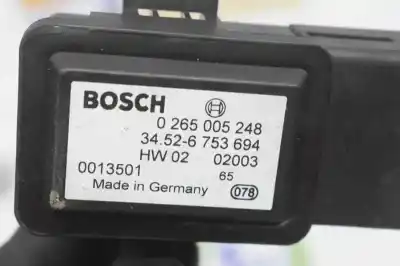 BOSCH
0 265 005 248
34.52-6 753 694
HW 02 02003
0013501 65
Made in Germany 078